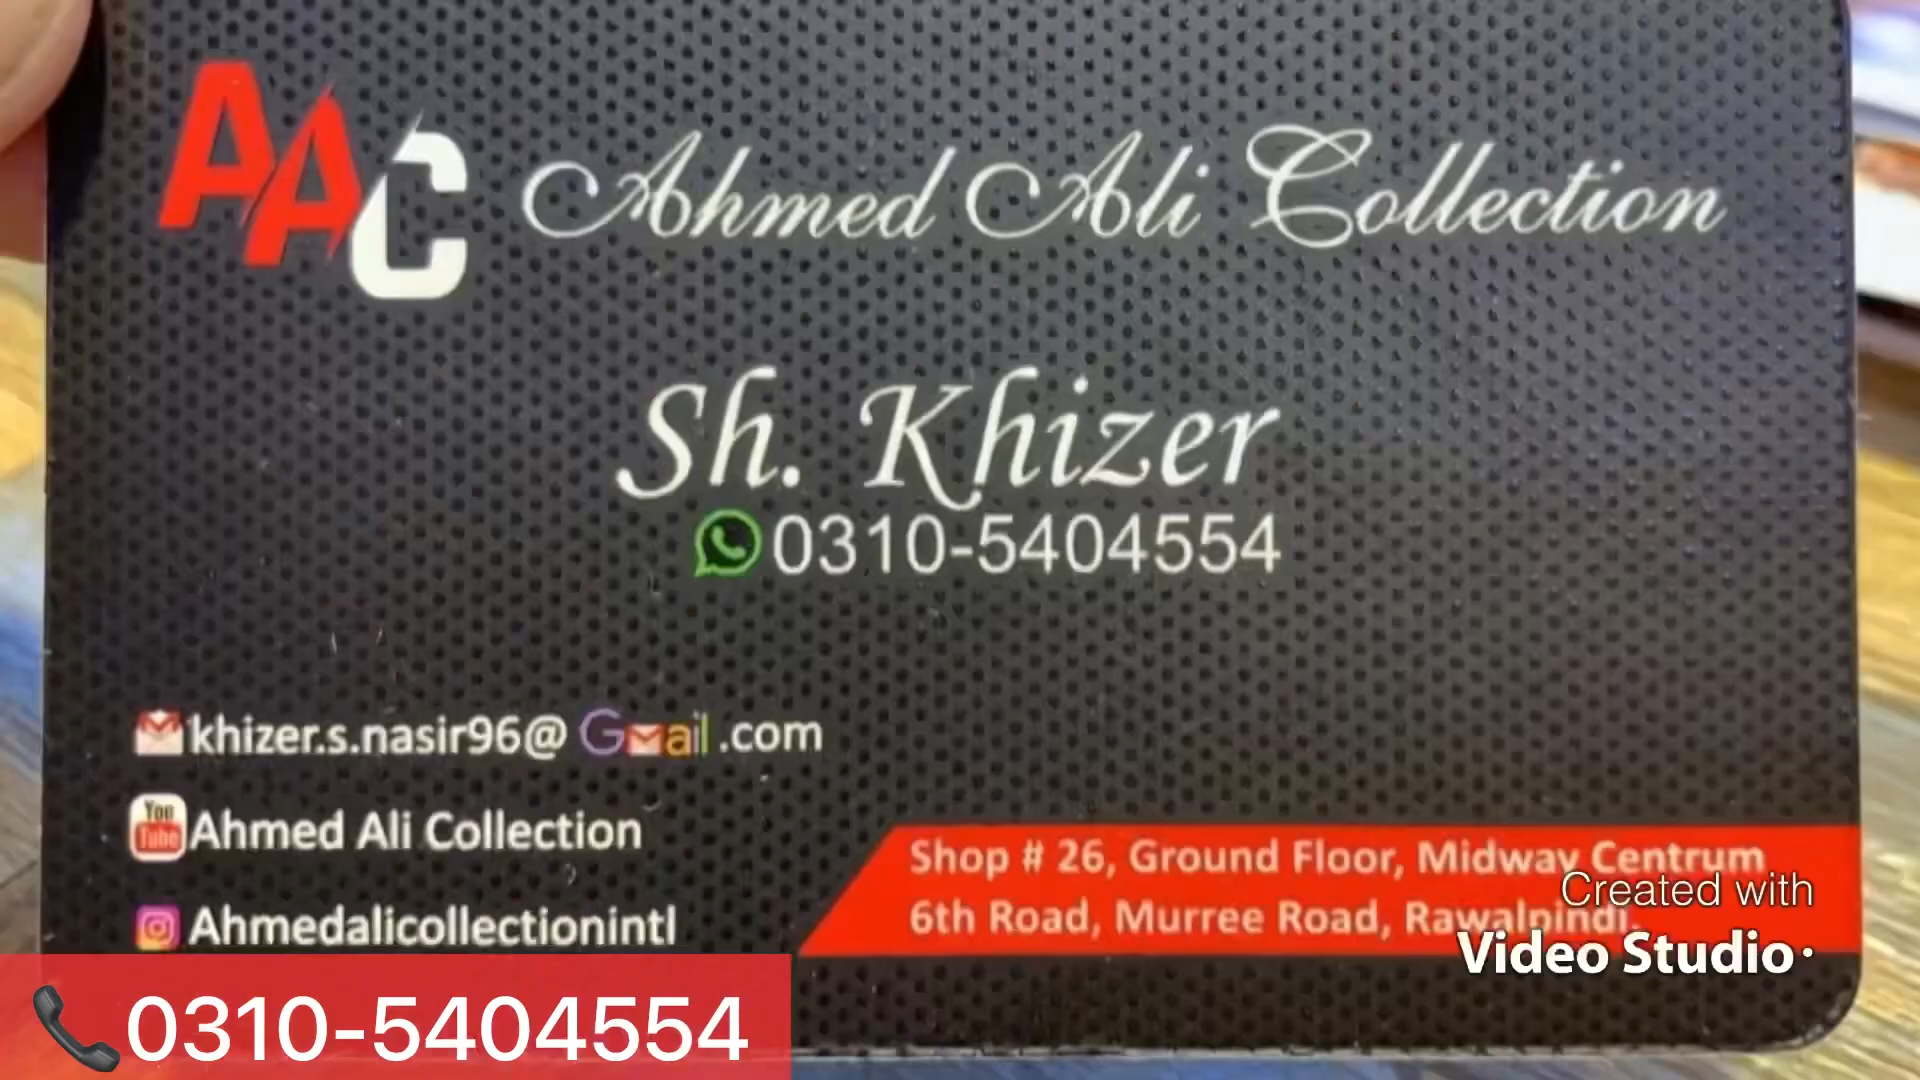 AAC Ahmed Ali Collection
Sh. Khizer
0310-5404554
khizer.s.nasir96@Gmail.com
You Tube Ahmed Ali Collection
Ahmedalicollectionintl
Shop # 26, Ground Floor, Midway Centrum
6th Road, Murree Road, Rawalpindi.
Created with
Video Studio
0310-5404554